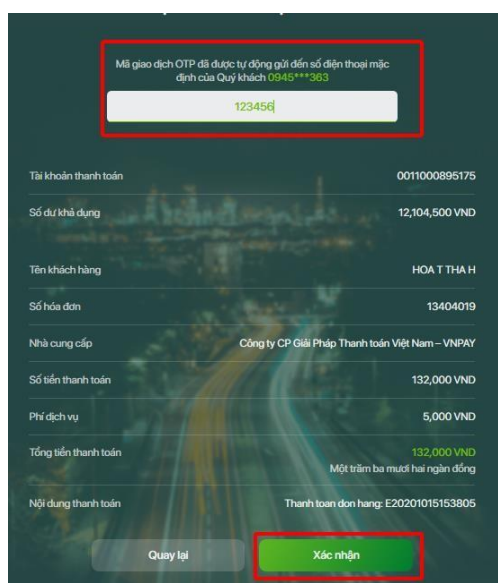 Mã giao dịch OTP đã được tự động gửi đến số điện thoại mặc
định của Quý khách 0945***363
123456
Tài khoản thanh toán 0011000895175
Số dư khả dụng 12,104,500 VND
Tên khách hàng HOA T THA H
Số hóa đơn 13404019
Nhà cung cấp Công ty CP Giải Pháp Thanh toán Việt Nam – VNPAY
Số tiền thanh toán 132,000 VND
Phí dịch vụ 5,000 VND
Tổng tiền thanh toán 132,000 VND
Một trăm ba mươi hai ngàn đồng
Nội dung thanh toán Thanh toan don hang: E20201015153805
Quay lại Xác nhận